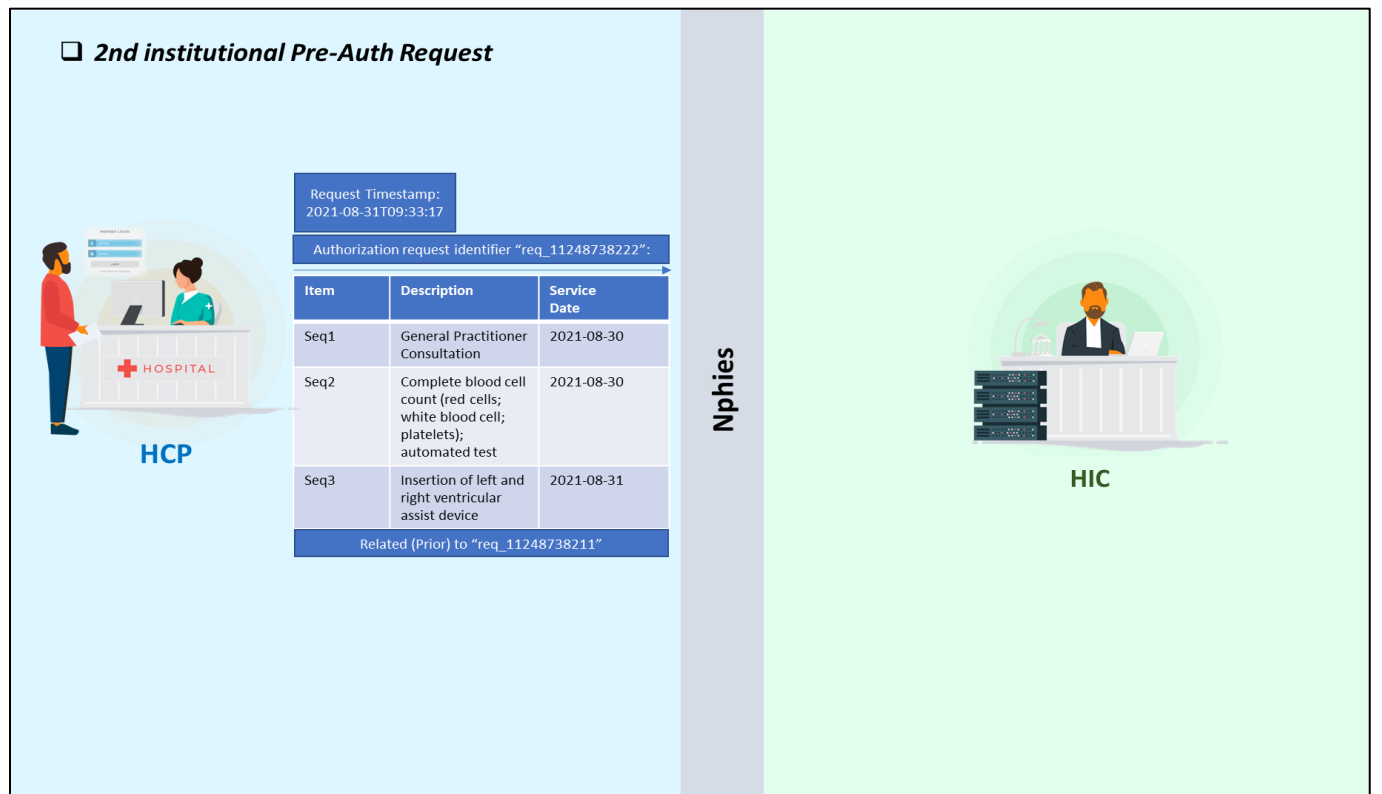 ❑ 2nd institutional Pre-Auth Request
Request Timestamp:
2021-08-31T09:33:17
Authorization request identifier “req_11248738222”:
Item Description Service
Date
Seq1 General Practitioner 2021-08-30
Consultation
Seq2 Complete blood cell 2021-08-30
count (red cells;
white blood cell;
platelets);
automated test
Seq3 Insertion of left and 2021-08-31
right ventricular
assist device
Related (Prior) to “req_11248738211”
MEMBER LOGIN
HOSPITAL
HCP
Nphies
HIC